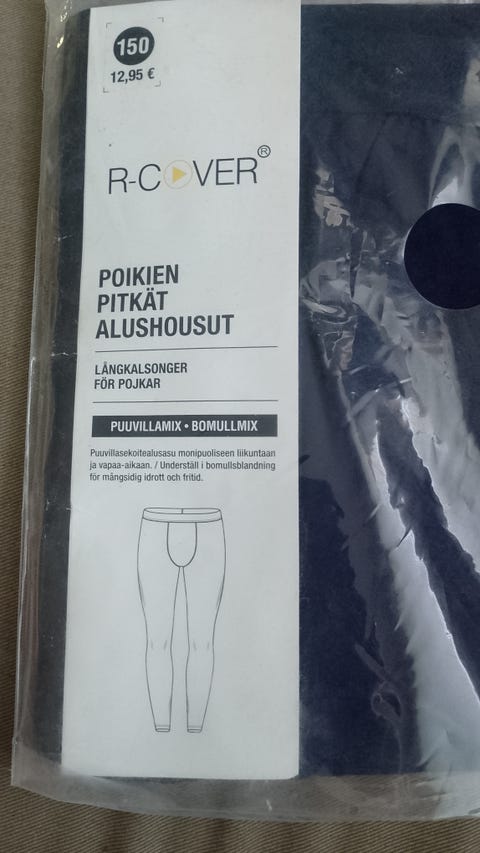 150
12,95 €
R-COVER®
POIKIEN
PITKÄT
ALUSHOUSUT
LÅNGKALSONGER
FÖR POJKAR
PUUVILLAMIX • BOMULLMIX
Puuvillasekoitealusasu monipuoliseen liikuntaan
ja vapaa-aikaan. / Underställ i bomullsblandning
för mångsidig idrott och fritid.